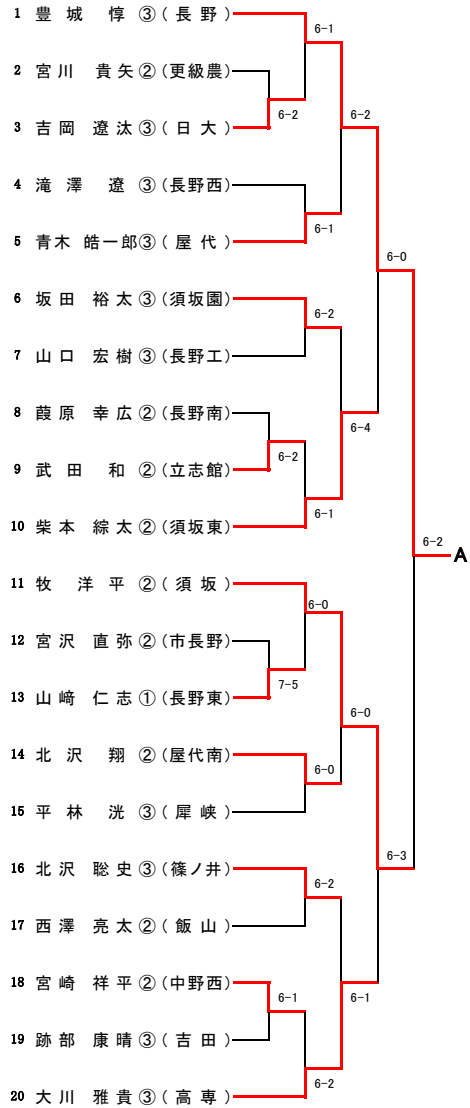 1 豊城 惇 ③ (長野)
6-1
2 宮川 貴矢 ② (更級農)
6-2
6-2
3 吉岡 遼汰 ③ (日大)
4 滝澤 遼 ③ (長野西)
6-1
5 青木 皓一郎 ③ (屋代)
6-0
6 坂田 裕太 ③ (須坂園)
6-2
7 山口 宏樹 ③ (長野工)
8 葭原 幸広 ② (長野南)
6-4
6-2
9 武田 和 ② (立志館)
6-1
10 柴本 綜太 ② (須坂東)
6-2
A
11 牧 洋平 ② (須坂)
6-0
12 宮沢 直弥 ② (市長野)
7-5
13 山﨑 仁志 ① (長野東)
6-0
14 北沢 翔 ② (屋代南)
6-0
15 平林 洸 ③ (犀峡)
6-3
16 北沢 聡史 ③ (篠ノ井)
6-2
17 西澤 亮太 ② (飯山)
18 宮崎 祥平 ② (中野西)
6-1
6-1
19 跡部 康晴 ③ (吉田)
6-2
20 大川 雅貴 ③ (高専)